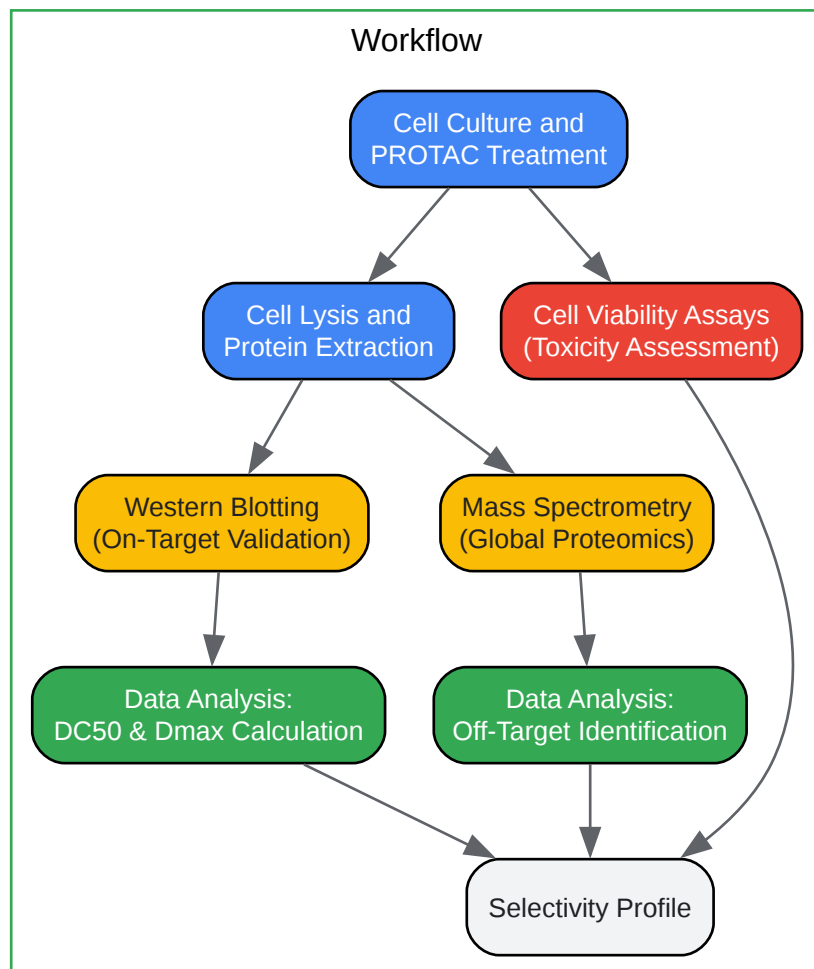 Workflow
Cell Culture and
PROTAC Treatment
Cell Lysis and
Protein Extraction
Cell Viability Assays
(Toxicity Assessment)
Western Blotting
(On-Target Validation)
Mass Spectrometry
(Global Proteomics)
Data Analysis:
DC50 & Dmax Calculation
Data Analysis:
Off-Target Identification
Selectivity Profile